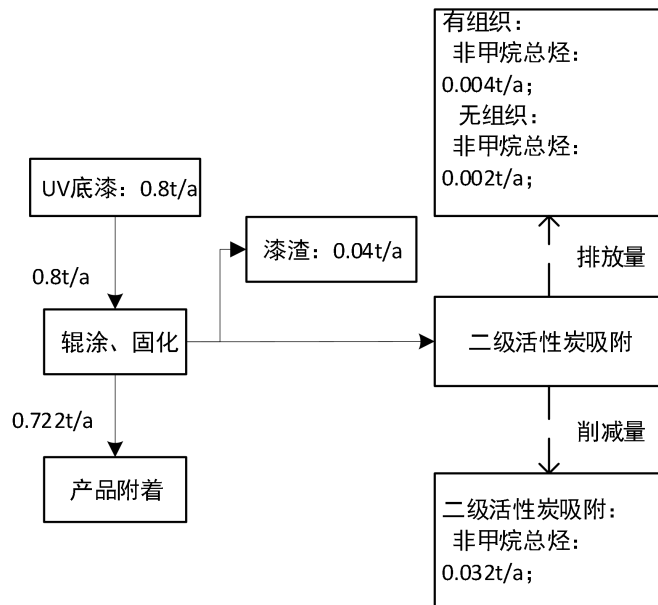 有组织：
非甲烷总烃：
0.004t/a；
无组织：
非甲烷总烃：
0.002t/a；
UV底漆：0.8t/a
漆渣：0.04t/a
排放量
0.8t/a
辊涂、固化
二级活性炭吸附
0.722t/a
削减量
产品附着
二级活性炭吸附：
非甲烷总烃：
0.032t/a；